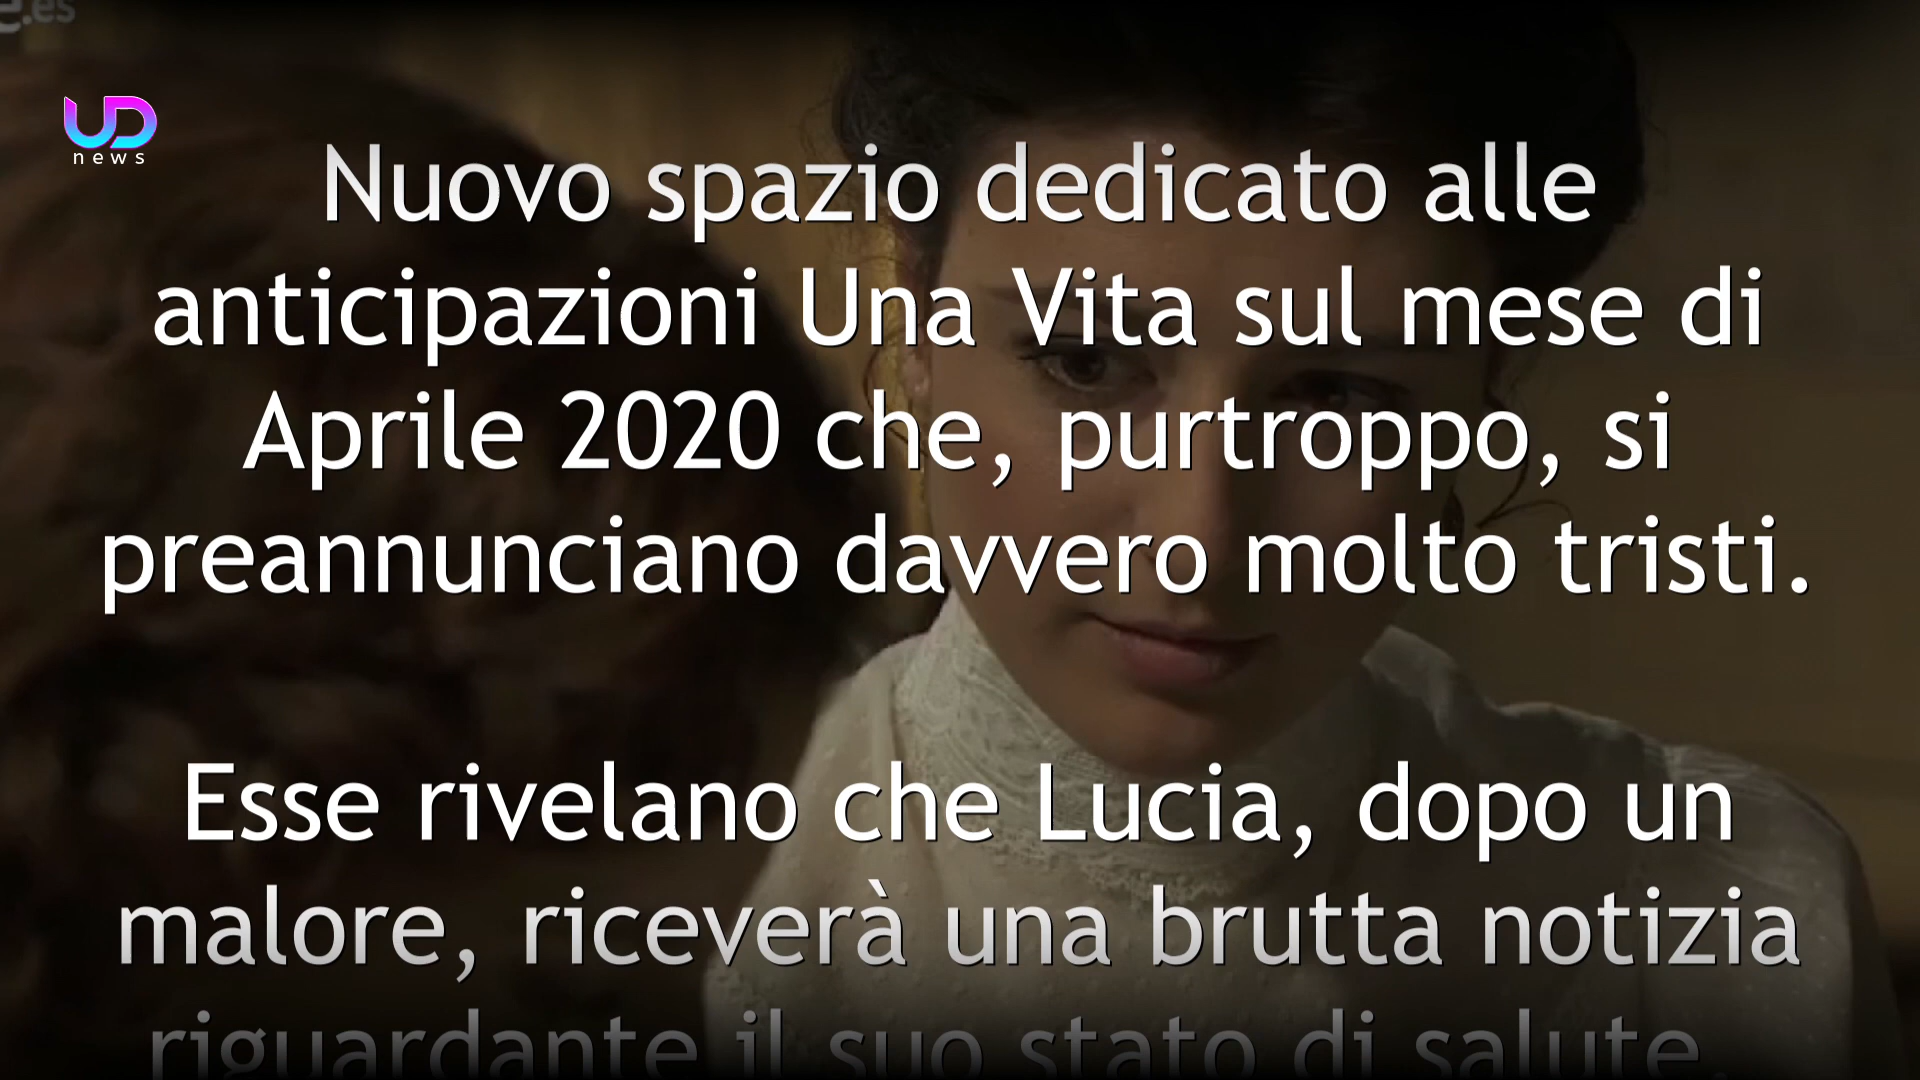 e.es
UD
news
Nuovo spazio dedicato alle
anticipazioni Una Vita sul mese di
Aprile 2020 che, purtroppo, si
preannunciano davvero molto tristi.
Esse rivelano che Lucia, dopo un
malore, riceverà una brutta notizia
riguardante il suo stato di salute.